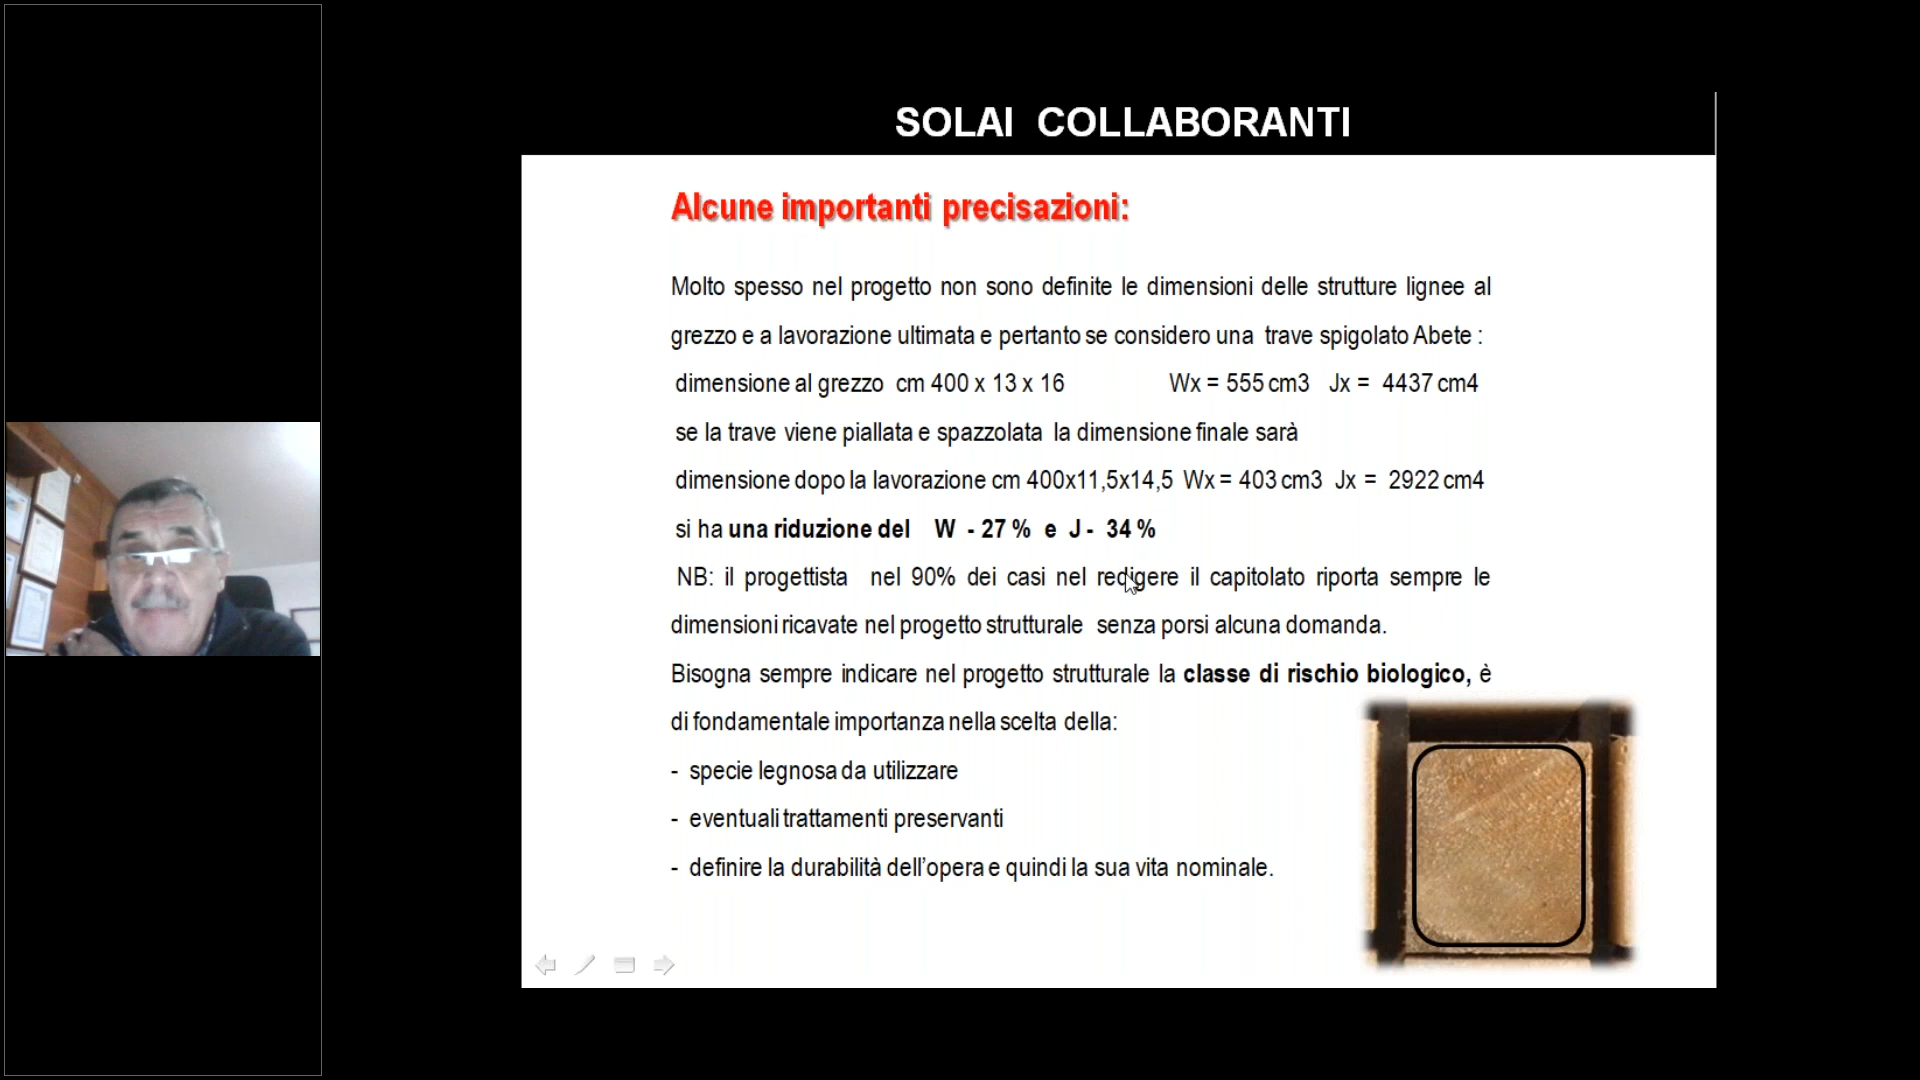 SOLAI COLLABORANTI
Alcune importanti precisazioni:
Molto spesso nel progetto non sono definite le dimensioni delle strutture lignee al
grezzo e a lavorazione ultimata e pertanto se considero una trave spigolato Abete :
dimensione al grezzo cm 400 x 13 x 16 Wx = 555 cm3 Jx = 4437 cm4
se la trave viene piallata e spazzolata la dimensione finale sarà
dimensione dopo la lavorazione cm 400x11,5x14,5 Wx = 403 cm3 Jx = 2922 cm4
si ha una riduzione del W - 27 % e J - 34 %
NB: il progettista nel 90% dei casi nel redigere il capitolato riporta sempre le
dimensioni ricavate nel progetto strutturale senza porsi alcuna domanda.
Bisogna sempre indicare nel progetto strutturale la classe di rischio biologico, è
di fondamentale importanza nella scelta della:
- specie legnosa da utilizzare
- eventuali trattamenti preservanti
- definire la durabilità dell’opera e quindi la sua vita nominale.